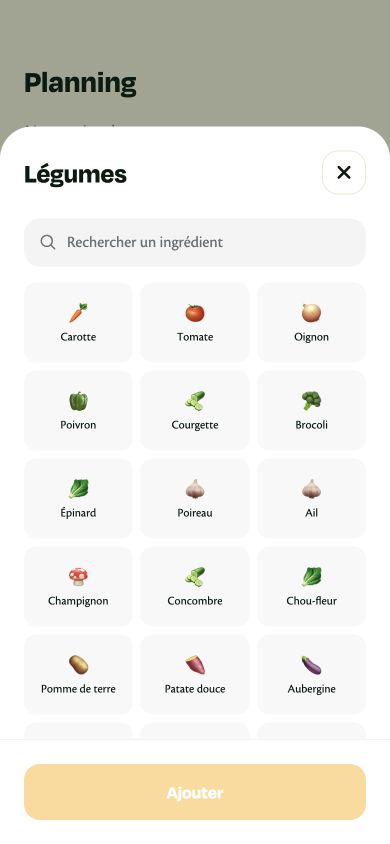 Planning
Légumes
Rechercher un ingrédient
Carotte
Tomate
Oignon
Poivron
Courgette
Brocoli
Épinard
Poireau
Ail
Champignon
Concombre
Chou-fleur
Pomme de terre
Patate douce
Aubergine
Ajouter